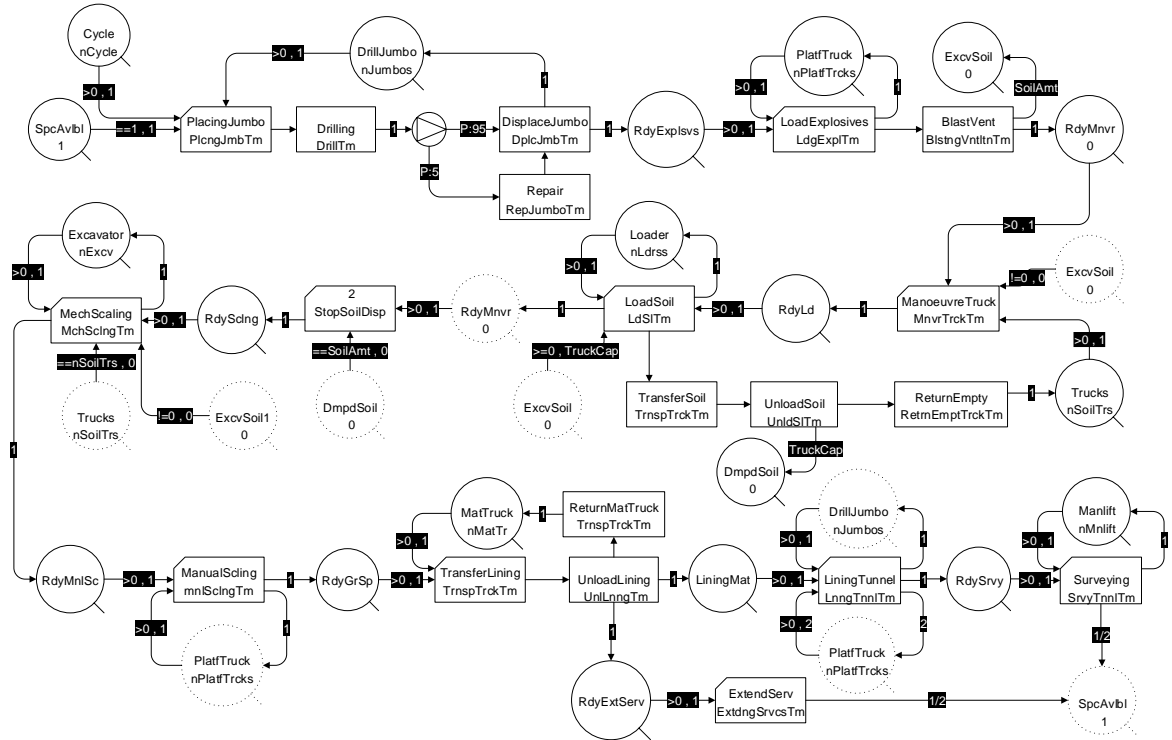 Cycle
nCycle
>0 , 1
SpcAvlbl
1
==1 , 1
PlacingJumbo
PlcngJmbTm
>0 , 1
DrillJumbo
nJumbos
1
Drilling
DrillTm
1
P:95
P:5
DisplaceJumbo
DplcJmbTm
Repair
RepJumboTm
1
RdyExplsvs
>0 , 1
PlatfTruck
nPlatfTrcks
>0 , 1
1
LoadExplosives
LdgExplTm
BlastVent
BlstngVntltnTm
ExcvSoil
0
SoilAmt
1
RdyMnvr
0
>0 , 1
Excavator
nExcv
>0 , 1
1
MechScaling
MchSclngTm
==nSoilTrs , 0
Trucks
nSoilTrs
!=0 , 0
ExcvSoil1
0
>0 , 1
RdySclng
1
2
StopSoilDisp
==SoilAmt , 0
DmpdSoil
0
>0 , 1
RdyMnvr
0
1
Loader
nLdrss
>0 , 1
1
LoadSoil
LdSlTm
>=0 , TruckCap
ExcvSoil
0
>0 , 1
RdyLd
1
ManoeuvreTruck
MnvrTrckTm
!=0 , 0
ExcvSoil
0
>0 , 1
TransferSoil
TrnspTrckTm
UnloadSoil
UnldSlTm
ReturnEmpty
RetrnEmptTrckTm
1
Trucks
nSoilTrs
TruckCap
DmpdSoil
0
1
RdyMnlSc
>0 , 1
ManualScling
mnlSclngTm
>0 , 1
1
PlatfTruck
nPlatfTrcks
1
RdyGrSp
>0 , 1
MatTruck
nMatTr
>0 , 1
1
ReturnMatTruck
TrnspTrckTm
TransferLining
TrnspTrckTm
UnloadLining
UnlLnngTm
1
LiningMat
>0 , 1
DrillJumbo
nJumbos
>0 , 1
1
LiningTunnel
LnngTnnlTm
>0 , 2
2
PlatfTruck
nPlatfTrcks
1
RdySrvy
>0 , 1
Manlift
nMnlift
>0 , 1
1
Surveying
SrvyTnnlTm
1/2
1
RdyExtServ
>0 , 1
ExtendServ
ExtdngSrvcsTm
1/2
SpcAvlbl
1